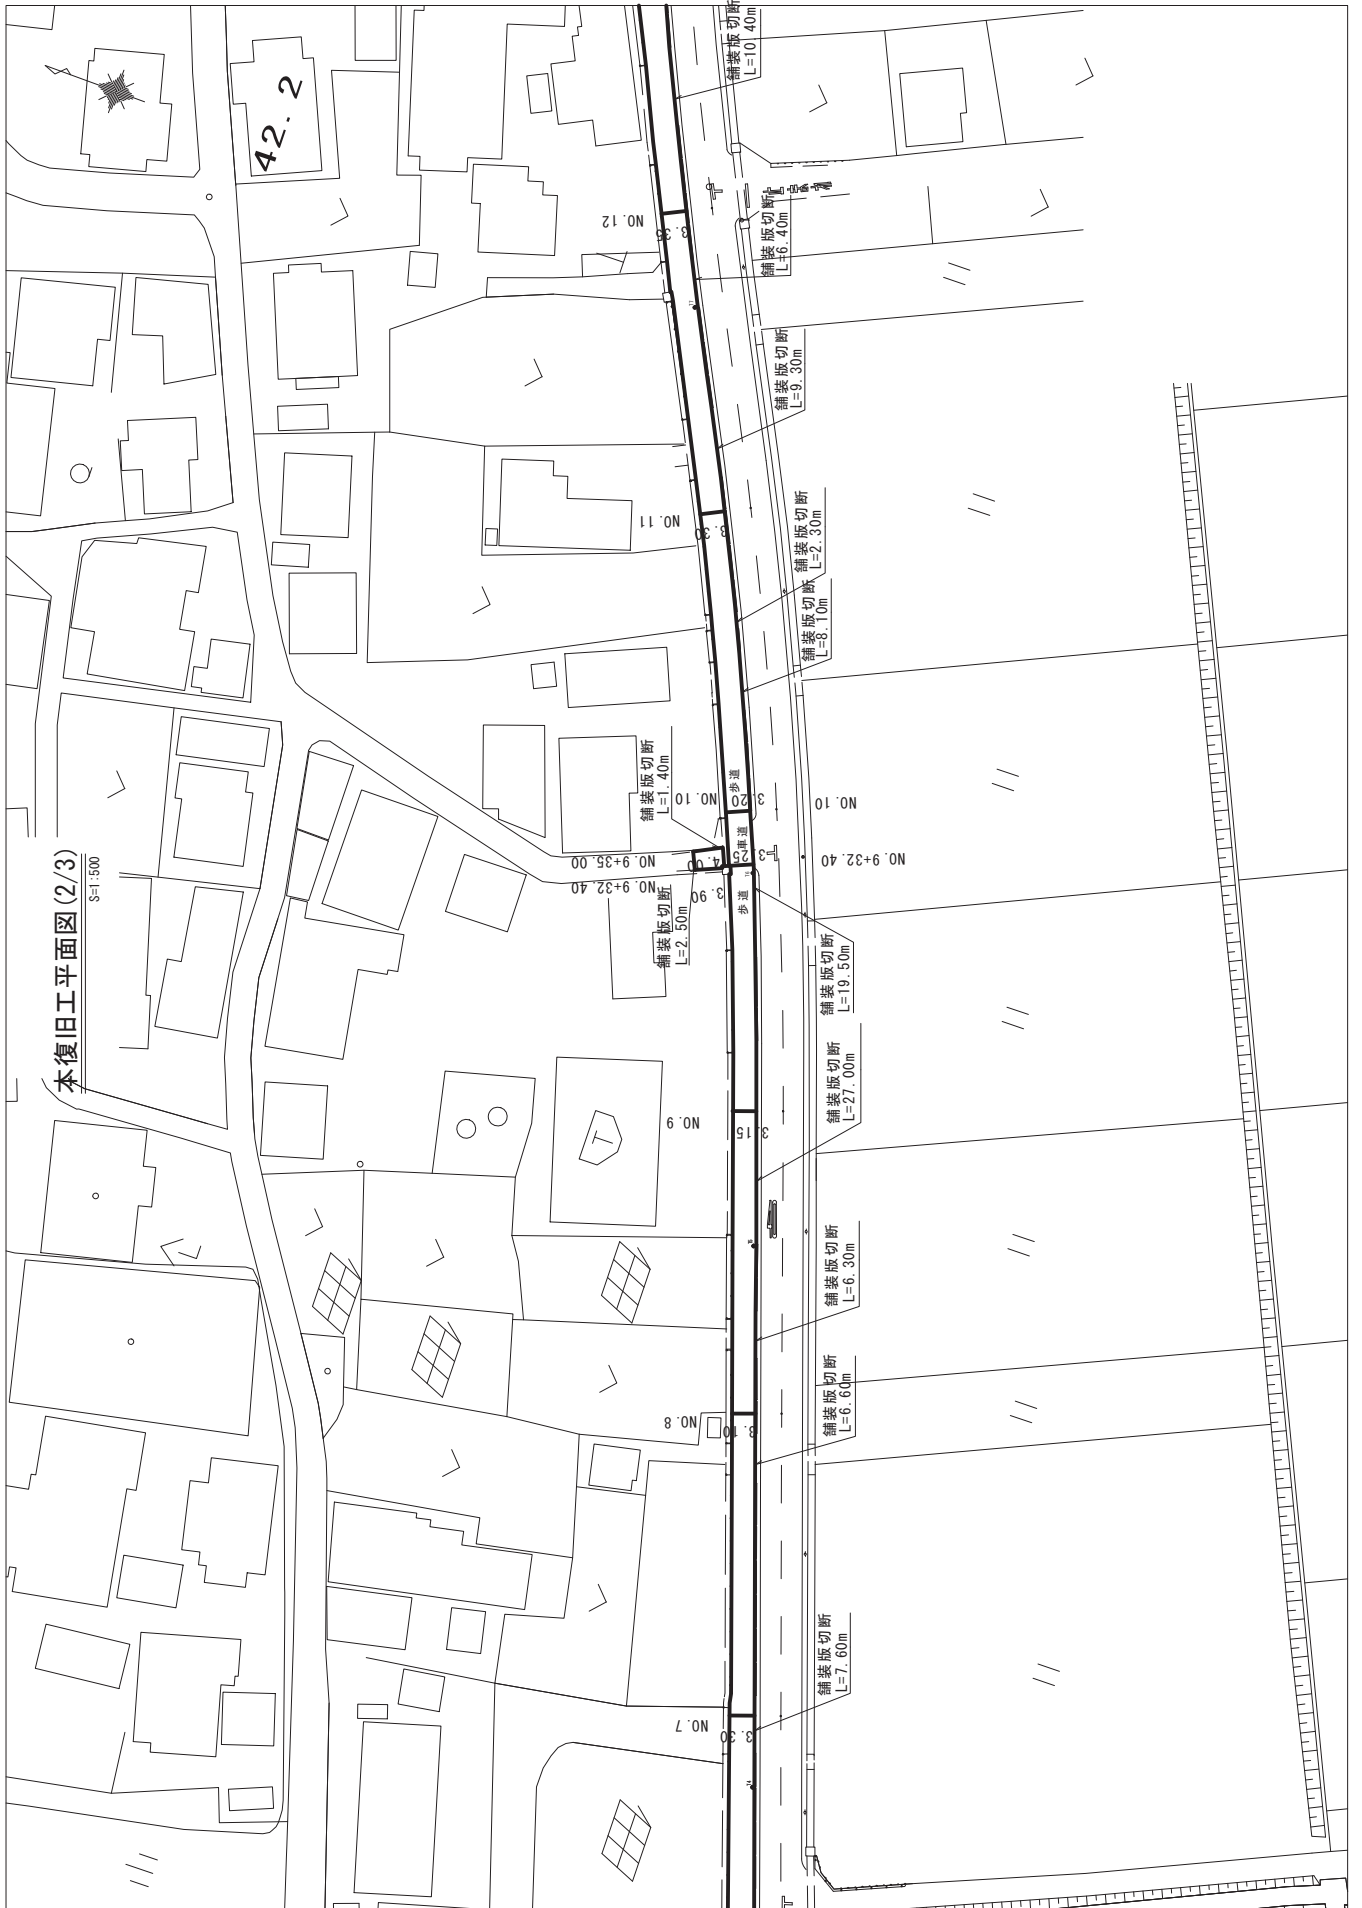 本復旧工平面図(2/3)
S=1:500
42.2
舗装版切断
L=10.40m
NO.12
3.35
舗装版切断
L=6.40m
舗装版切断
L=9.30m
NO.11
3.30
舗装版切断
L=2.30m
舗装版切断
L=8.10m
舗装版切断
L=1.40m
歩道
NO.10
3.20
NO.10
車道
NO.9+35.00
4.00
3.25
NO.9+32.40
NO.9+32.40
3.90
歩道
舗装版切断
L=2.50m
舗装版切断
L=19.50m
舗装版切断
L=27.00m
NO.9
3.15
舗装版切断
L=6.30m
舗装版切断
L=6.60m
NO.8
3.10
舗装版切断
L=7.60m
NO.7
3.30